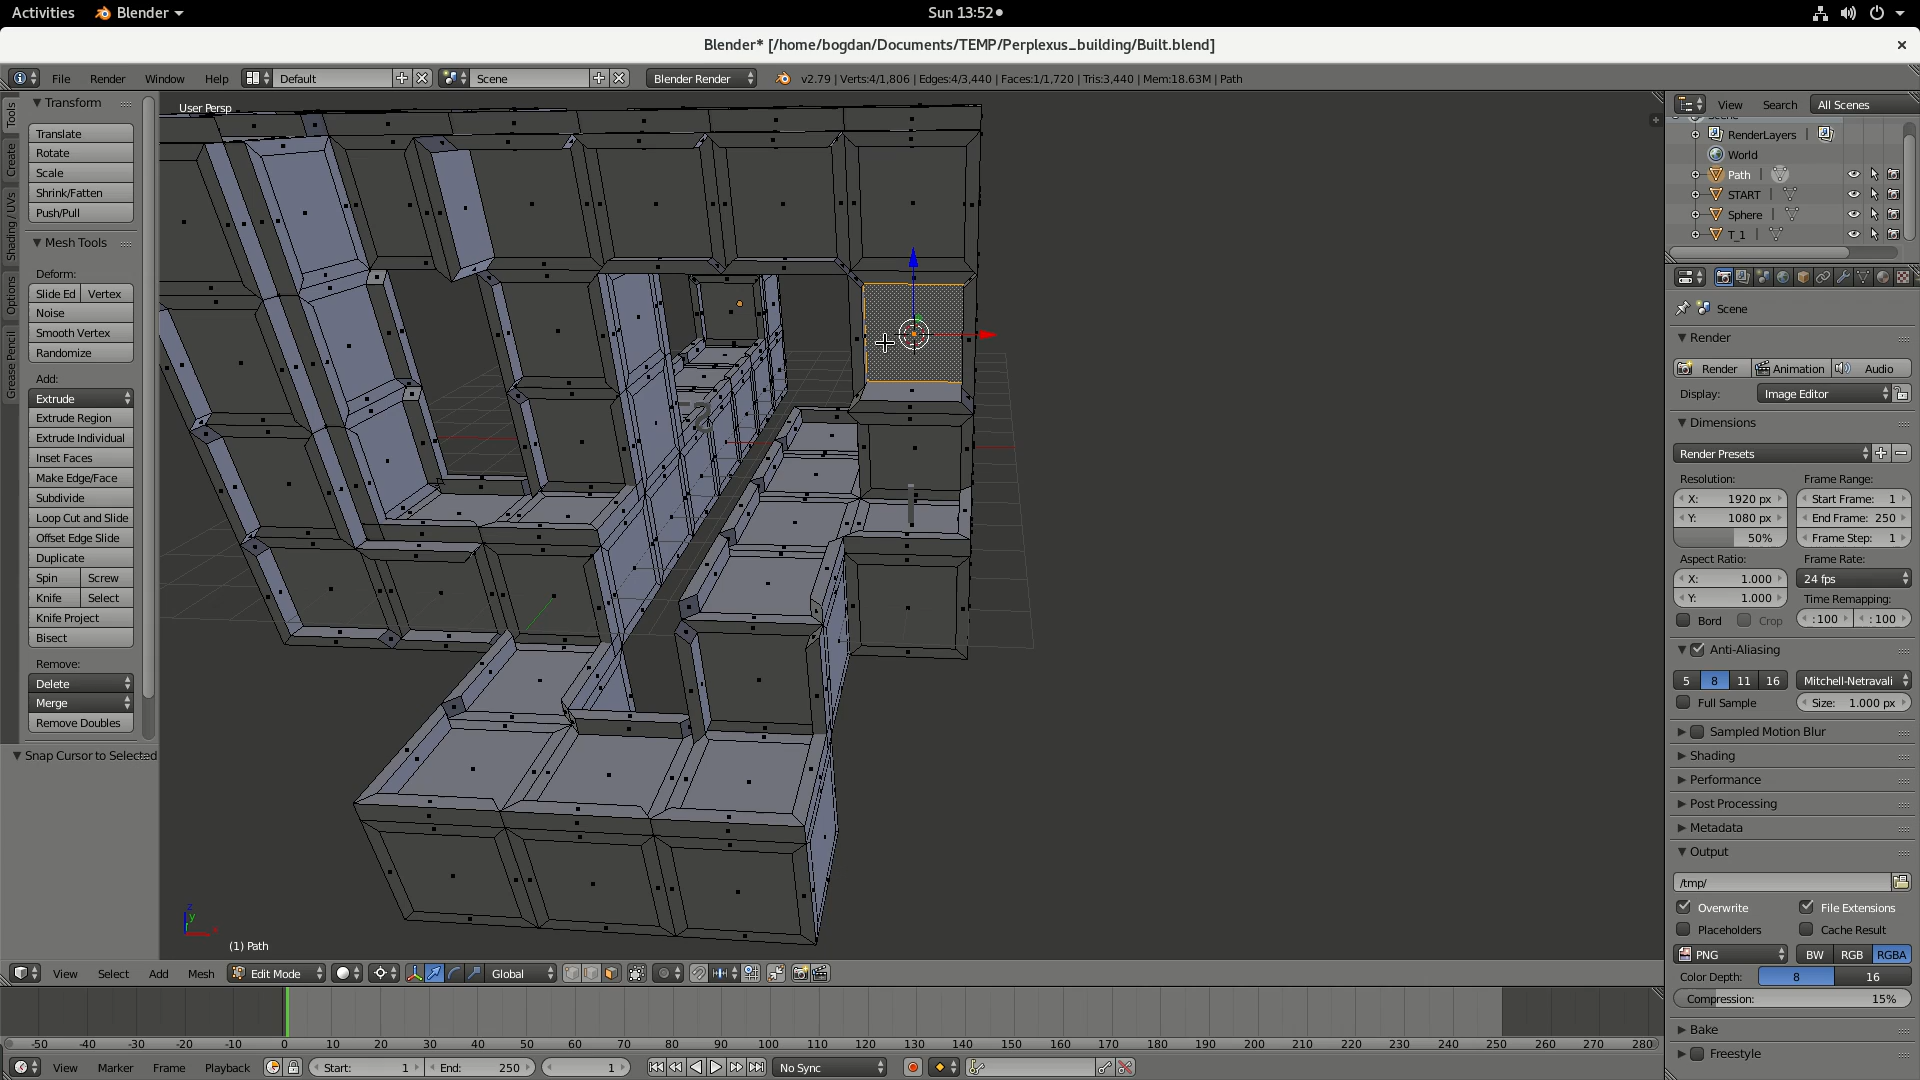 Activities Blender Sun 13:52
Blender* [/home/bogdan/Documents/TEMP/Perplexus_building/Built.blend]
File Render Window Help Default Scene Blender Render v2.79 | Verts:4/1,806 | Edges:4/3,440 | Faces:1/1,720 | Tris:3,440 | Mem:18.63M | Path
Tools
Create
Shading / UVs
Options
Grease Pencil
Transform
Translate
Rotate
Scale
Shrink/Fatten
Push/Pull
Mesh Tools
Deform:
Slide Ed Vertex
Noise
Smooth Vertex
Randomize
Add:
Extrude
Extrude Region
Extrude Individual
Inset Faces
Make Edge/Face
Subdivide
Loop Cut and Slide
Offset Edge Slide
Duplicate
Spin Screw
Knife Select
Knife Project
Bisect
Remove:
Delete
Merge
Remove Doubles
Snap Cursor to Selected
User Persp
z
y
x
(1) Path
View Select Add Mesh Edit Mode Global
-50 -40 -30 -20 -10 0 10 20 30 40 50 60 70 80 90 100 110 120 130 140 150 160 170 180 190 200 210 220 230 240 250 260 270 280
View Marker Frame Playback Start: 1 End: 250 1 No Sync
View Search All Scenes
RenderLayers
World
Path
START
Sphere
T_1
Scene
Render
Render Animation Audio
Display: Image Editor
Dimensions
Render Presets
Resolution: Frame Range:
X: 1920 px Start Frame: 1
Y: 1080 px End Frame: 250
50% Frame Step: 1
Aspect Ratio: Frame Rate:
X: 1.000 24 fps
Y: 1.000 Time Remapping:
Bord Crop :100 :100
Anti-Aliasing
5 8 11 16 Mitchell-Netravali
Full Sample Size: 1.000 px
Sampled Motion Blur
Shading
Performance
Post Processing
Metadata
Output
/tmp/
Overwrite File Extensions
Placeholders Cache Result
PNG BW RGB RGBA
Color Depth: 8 16
Compression: 15%
Bake
Freestyle